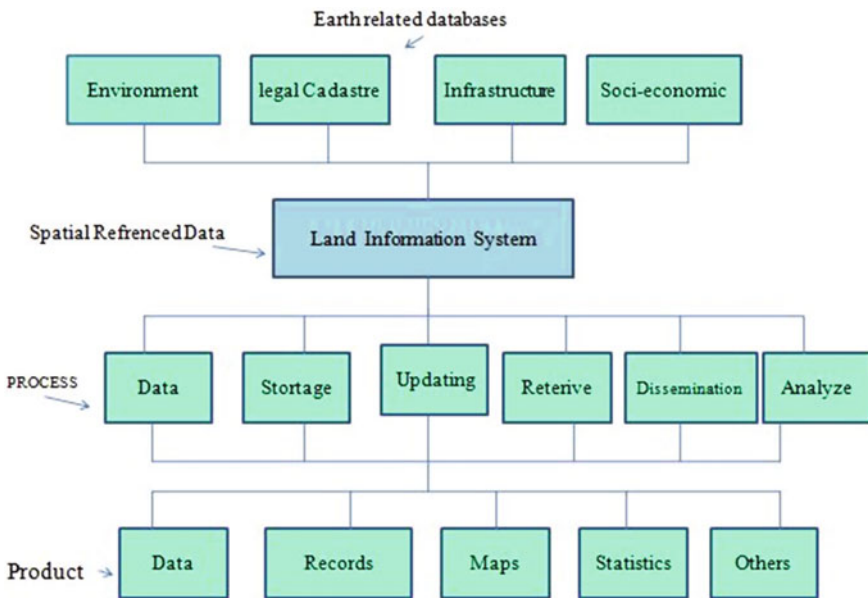 Earth related databases
Environment
legal Cadastre
Infrastructure
Soci-economic
Spatial Refrenced Data
Land Information System
PROCESS
Data
Stortage
Updating
Reterive
Dissemination
Analyze
Product
Data
Records
Maps
Statistics
Others